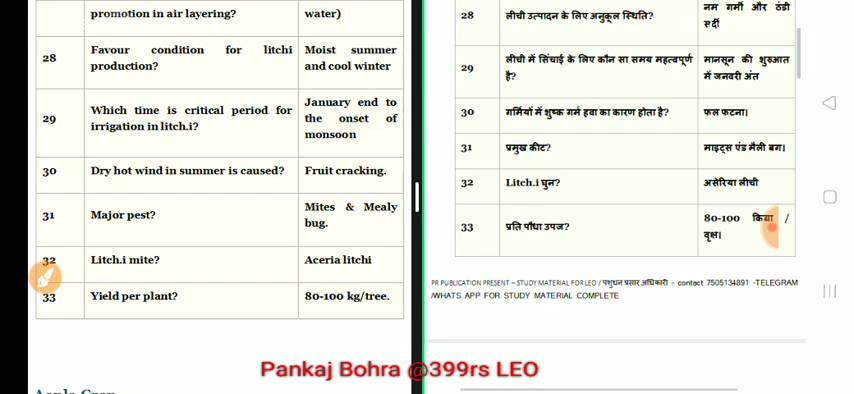 promotion in air layering? water)
28 Favour condition for litchi Moist summer
production? and cool winter
29 Which time is critical period for January end to
irrigation in litch.i? the onset of
monsoon
30 Dry hot wind in summer is caused? Fruit cracking.
31 Major pest? Mites & Mealy
bug.
32 Litch.i mite? Aceria litchi
33 Yield per plant? 80-100 kg/tree.
28 लीची उत्पादन के लिए अनुकूल स्थिति? नम गर्मी और ठंडी
सर्दी
29 लीची में सिंचाई के लिए कौन सा समय महत्वपूर्ण मानसून की शुरुआत
है? में जनवरी अंत
30 गर्मियों में शुष्क गर्म हवा का कारण होता है? फल फटना।
31 प्रमुख कीट? माइट्स एंड मैली बग।
32 Litch.i घुन? असेरिया लीची
33 प्रति पौधा उपज? 80-100 किग्रा /
वृक्ष।
PR PUBLICATION PRESENT – STUDY MATERIAL FOR LEO / पशुधन प्रसार अधिकारी - contact 7505134891 -TELEGRAM
/WHATS APP FOR STUDY MATERIAL COMPLETE
Pankaj Bohra @399rs LEO